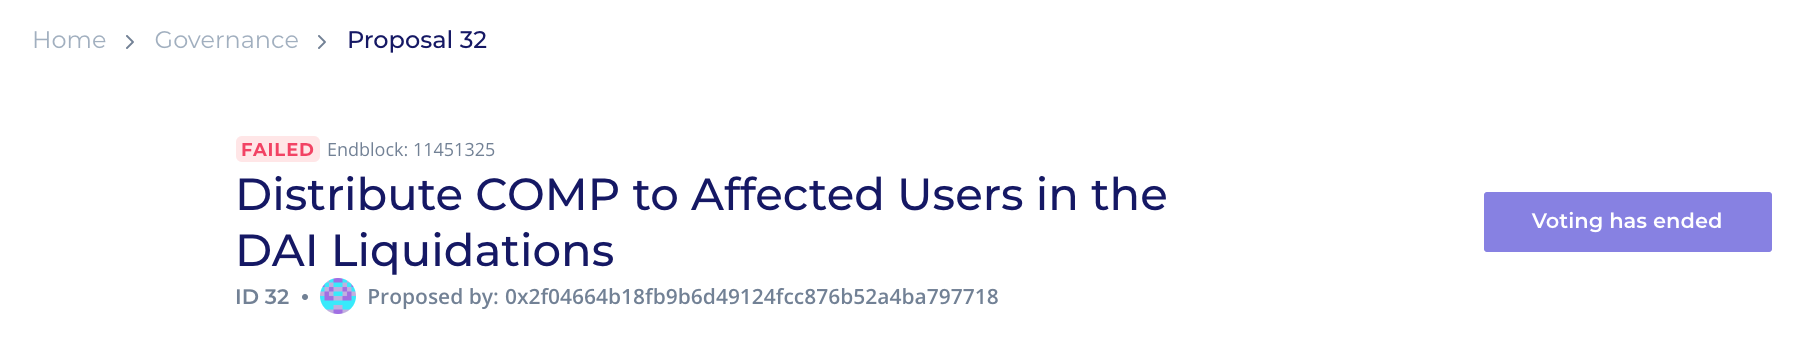 Home > Governance > Proposal 32
FAILED Endblock: 11451325
Distribute COMP to Affected Users in the
DAI Liquidations
Voting has ended
ID 32 • Proposed by: 0x2f04664b18fb9b6d49124fcc876b52a4ba797718